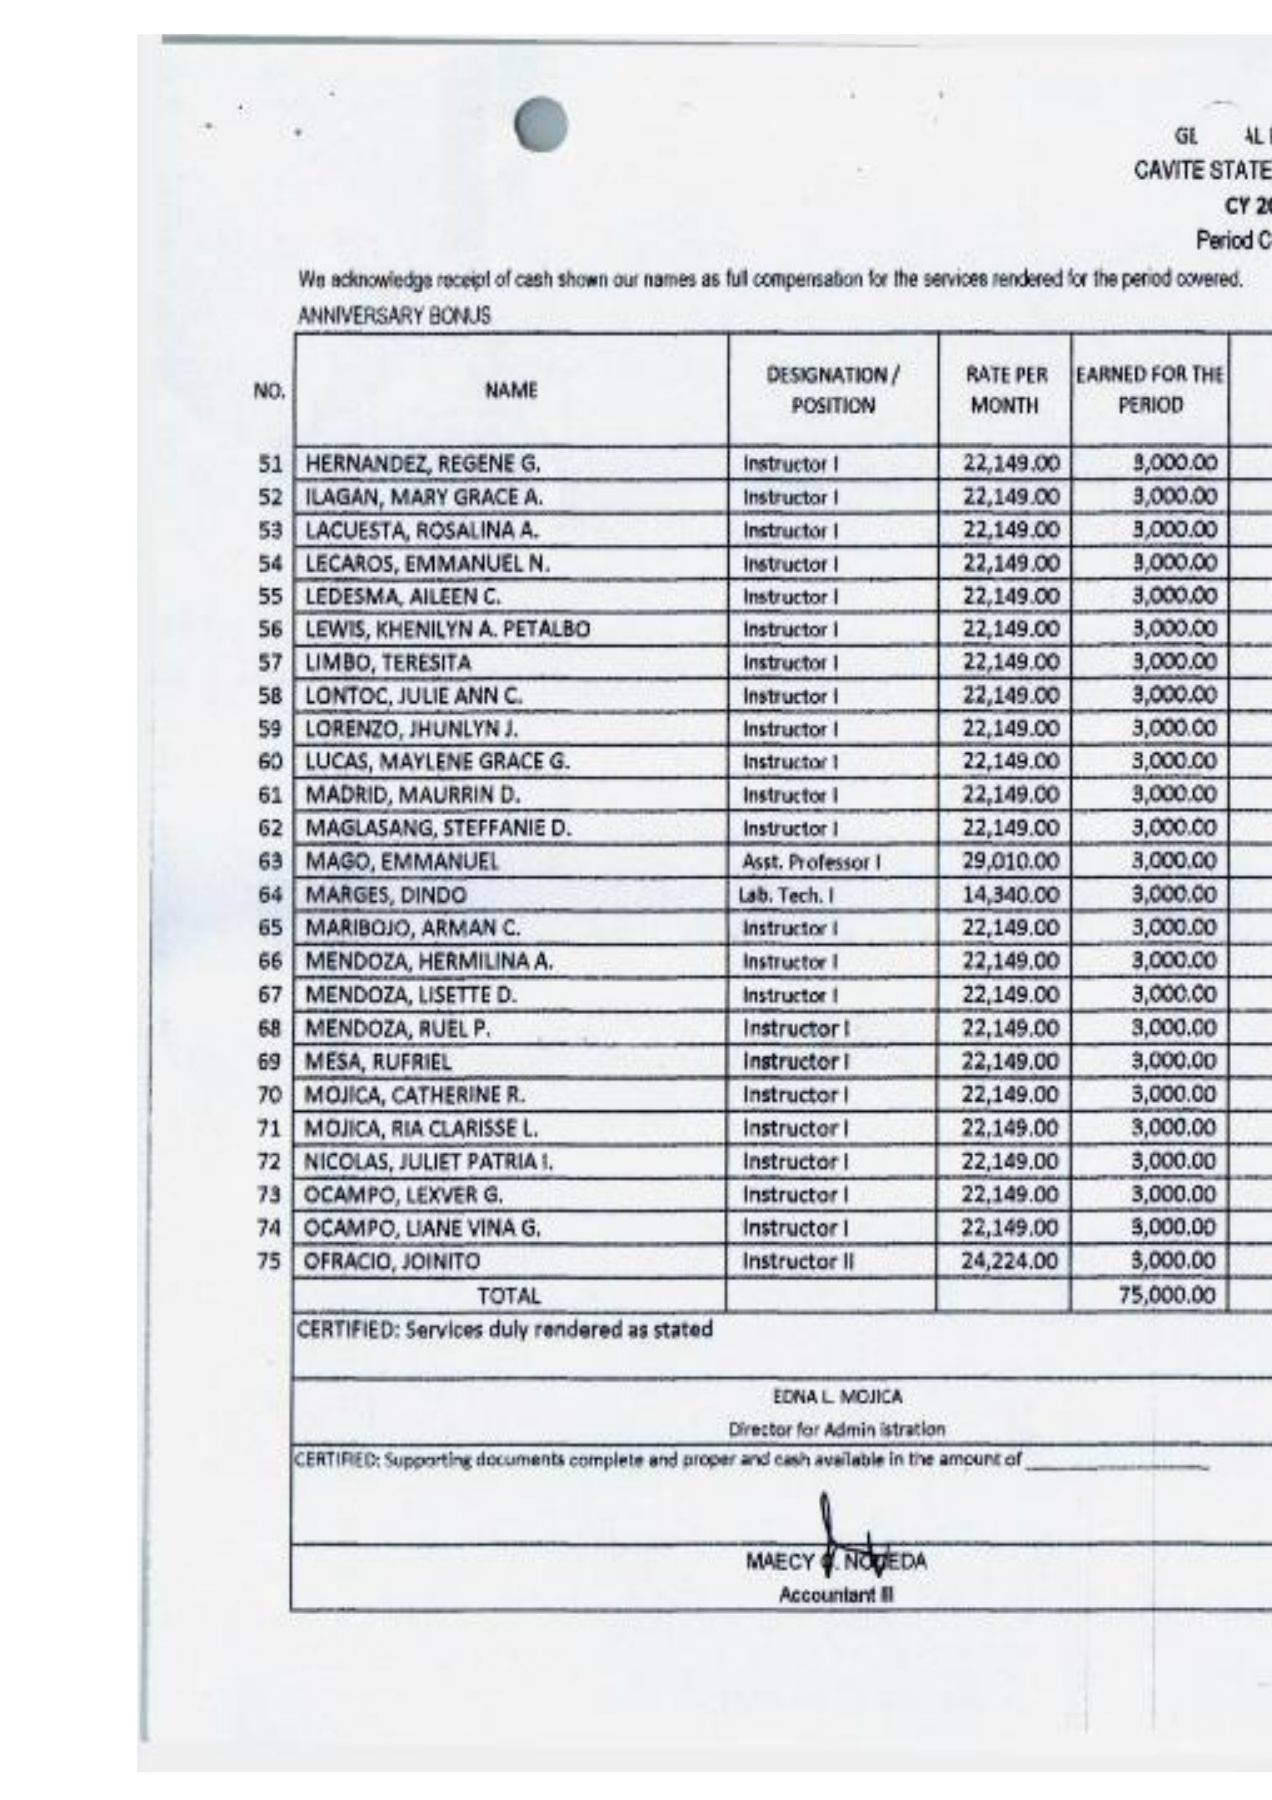 GE AL
CAVITE STATE
CY 20
Period C
We acknowledge receipt of cash shown our names as full compensation for the services rendered for the period covered.
ANNIVERSARY BONUS
NO. NAME DESIGNATION / POSITION RATE PER MONTH EARNED FOR THE PERIOD
51 HERNANDEZ, REGENE G. Instructor I 22,149.00 3,000.00
52 ILAGAN, MARY GRACE A. Instructor I 22,149.00 3,000.00
53 LACUESTA, ROSALINA A. Instructor I 22,149.00 3,000.00
54 LECAROS, EMMANUEL N. Instructor I 22,149.00 3,000.00
55 LEDESMA, AILEEN C. Instructor I 22,149.00 3,000.00
56 LEWIS, KHENILYN A. PETALBO Instructor I 22,149.00 3,000.00
57 LIMBO, TERESITA Instructor I 22,149.00 3,000.00
58 LONTOC, JULIE ANN C. Instructor I 22,149.00 3,000.00
59 LORENZO, JHUNLYN J. Instructor I 22,149.00 3,000.00
60 LUCAS, MAYLENE GRACE G. Instructor I 22,149.00 3,000.00
61 MADRID, MAURRIN D. Instructor I 22,149.00 3,000.00
62 MAGLASANG, STEFFANIE D. Instructor I 22,149.00 3,000.00
63 MAGO, EMMANUEL Asst. Professor I 29,010.00 3,000.00
64 MARGES, DINDO Lab. Tech. I 14,340.00 3,000.00
65 MARIBOJO, ARMAN C. Instructor I 22,149.00 3,000.00
66 MENDOZA, HERMILINA A. Instructor I 22,149.00 3,000.00
67 MENDOZA, LISETTE D. Instructor I 22,149.00 3,000.00
68 MENDOZA, RUEL P. Instructor I 22,149.00 3,000.00
69 MESA, RUFRIEL Instructor I 22,149.00 3,000.00
70 MOJICA, CATHERINE R. Instructor I 22,149.00 3,000.00
71 MOJICA, RIA CLARISSE L. Instructor I 22,149.00 3,000.00
72 NICOLAS, JULIET PATRIA I. Instructor I 22,149.00 3,000.00
73 OCAMPO, LEXVER G. Instructor I 22,149.00 3,000.00
74 OCAMPO, LIANE VINA G. Instructor I 22,149.00 3,000.00
75 OFRACIO, JOINITO Instructor II 24,224.00 3,000.00
TOTAL 75,000.00
CERTIFIED: Services duly rendered as stated
EDNA L. MOJICA
Director for Admin istration
CERTIFIED: Supporting documents complete and proper and cash available in the amount of
MAECY
Accountant III